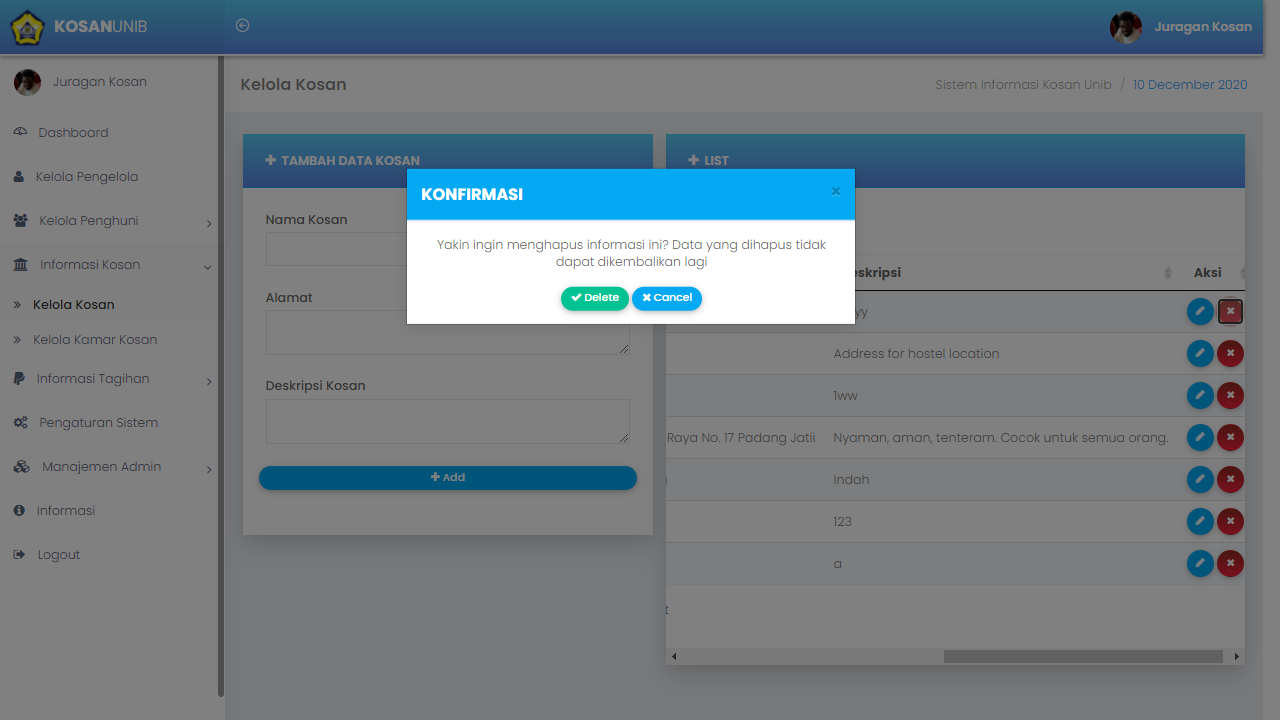 KOSANUNIB
Juragan Kosan
Juragan Kosan
Dashboard
Kelola Pengelola
Kelola Penghuni
Informasi Kosan
Kelola Kosan
Kelola Kamar Kosan
Informasi Tagihan
Pengaturan Sistem
Manajemen Admin
Informasi
Logout
Kelola Kosan
Sistem Informasi Kosan Unib / 10 December 2020
TAMBAH DATA KOSAN
Nama Kosan
Alamat
Deskripsi Kosan
Add
LIST
KONFIRMASI
×
Yakin ingin menghapus informasi ini? Data yang dihapus tidak
dapat dikembalikan lagi
Delete
Cancel
eskripsi
Aksi
yy
Address for hostel location
1ww
Raya No. 17 Padang Jatii
Nyaman, aman, tenteram. Cocok untuk semua orang.
Indah
123
a